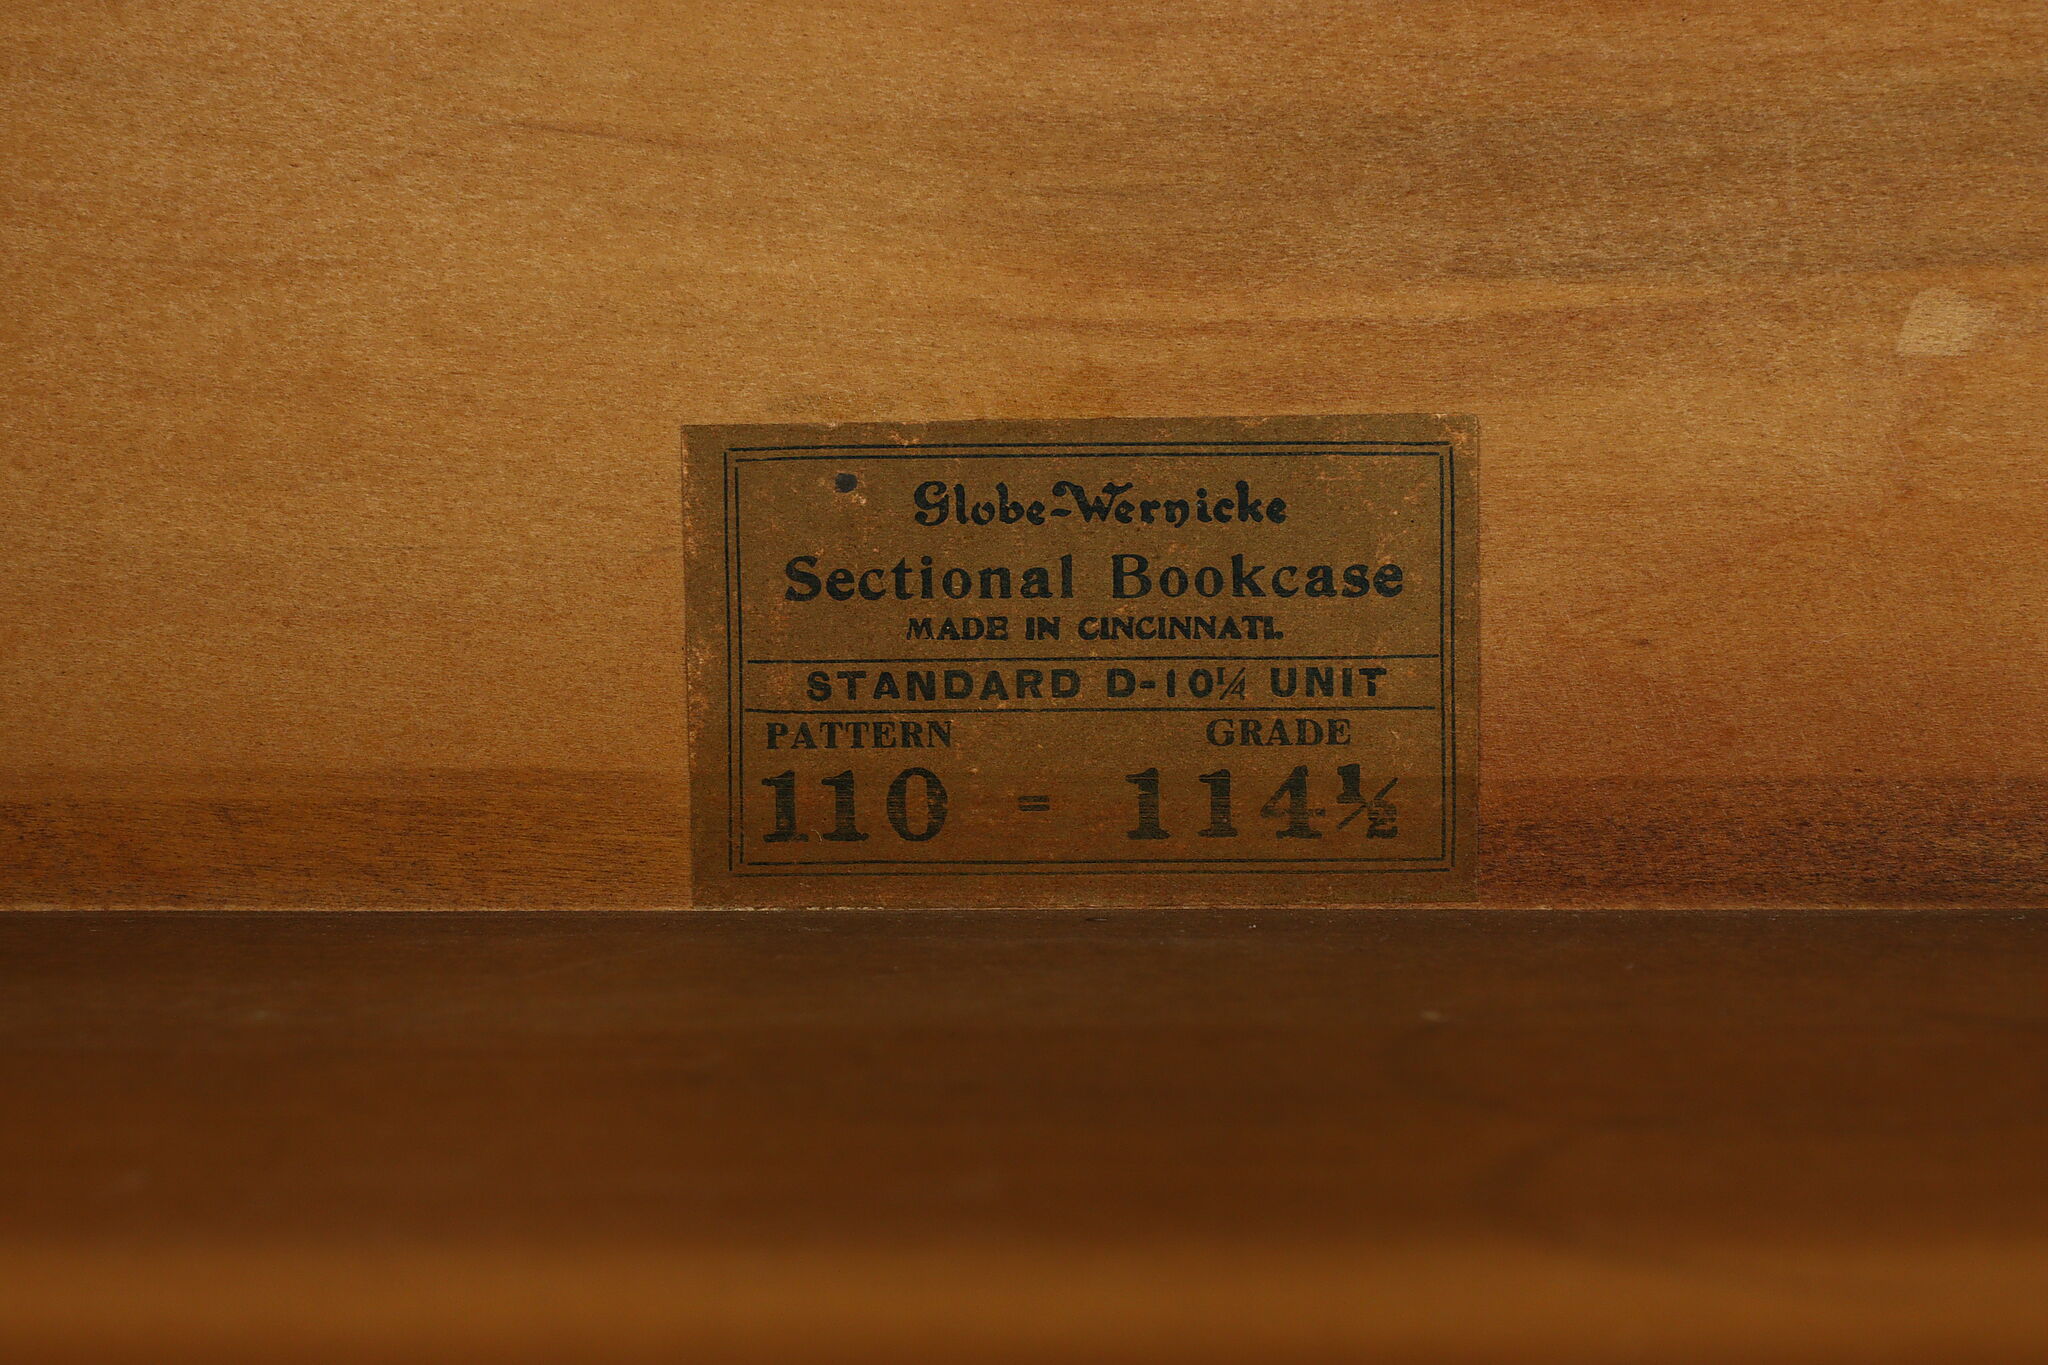 Globe-Wernicke
Sectional Bookcase
MADE IN CINCINNATI.
STANDARD D-10¼ UNIT
PATTERN GRADE
110 = 114½